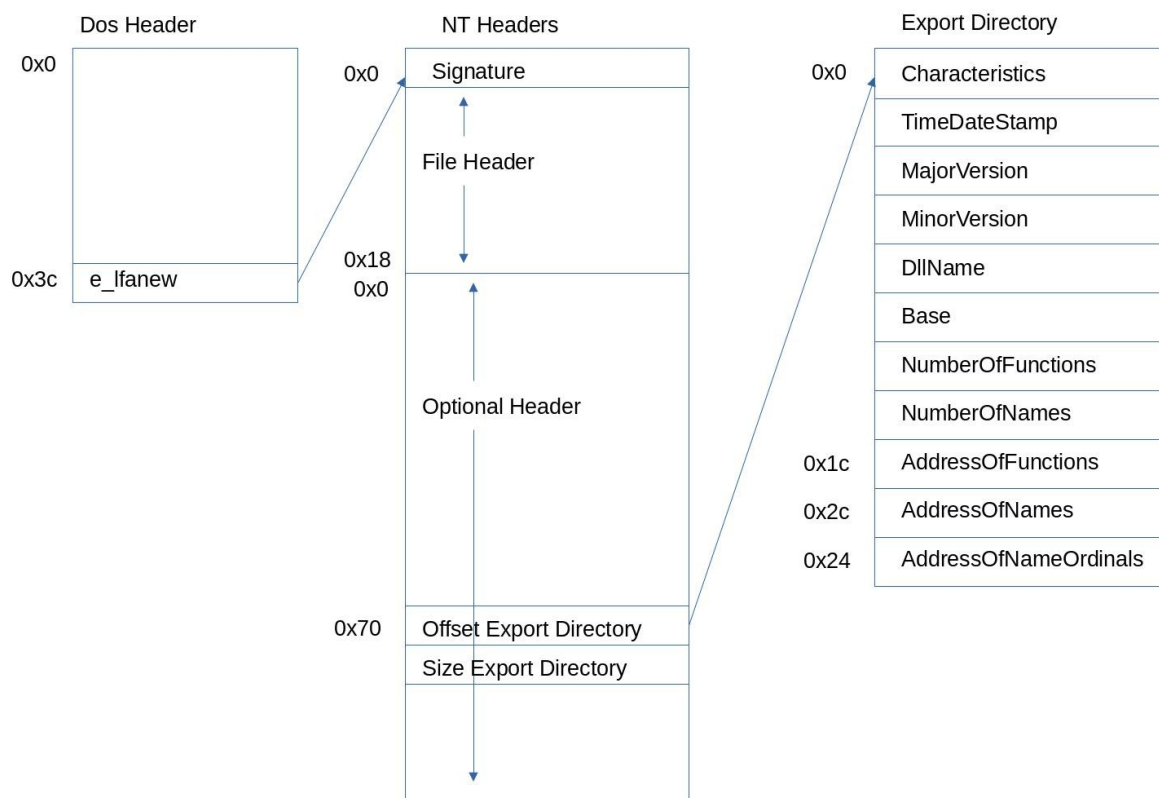 Dos Header
0x0
0x3c
e_lfanew
NT Headers
0x0
Signature
File Header
0x18
0x0
Optional Header
0x70
Offset Export Directory
Size Export Directory
Export Directory
0x0
Characteristics
TimeDateStamp
MajorVersion
MinorVersion
DllName
Base
NumberOfFunctions
NumberOfNames
0x1c
AddressOfFunctions
0x2c
AddressOfNames
0x24
AddressOfNameOrdinals